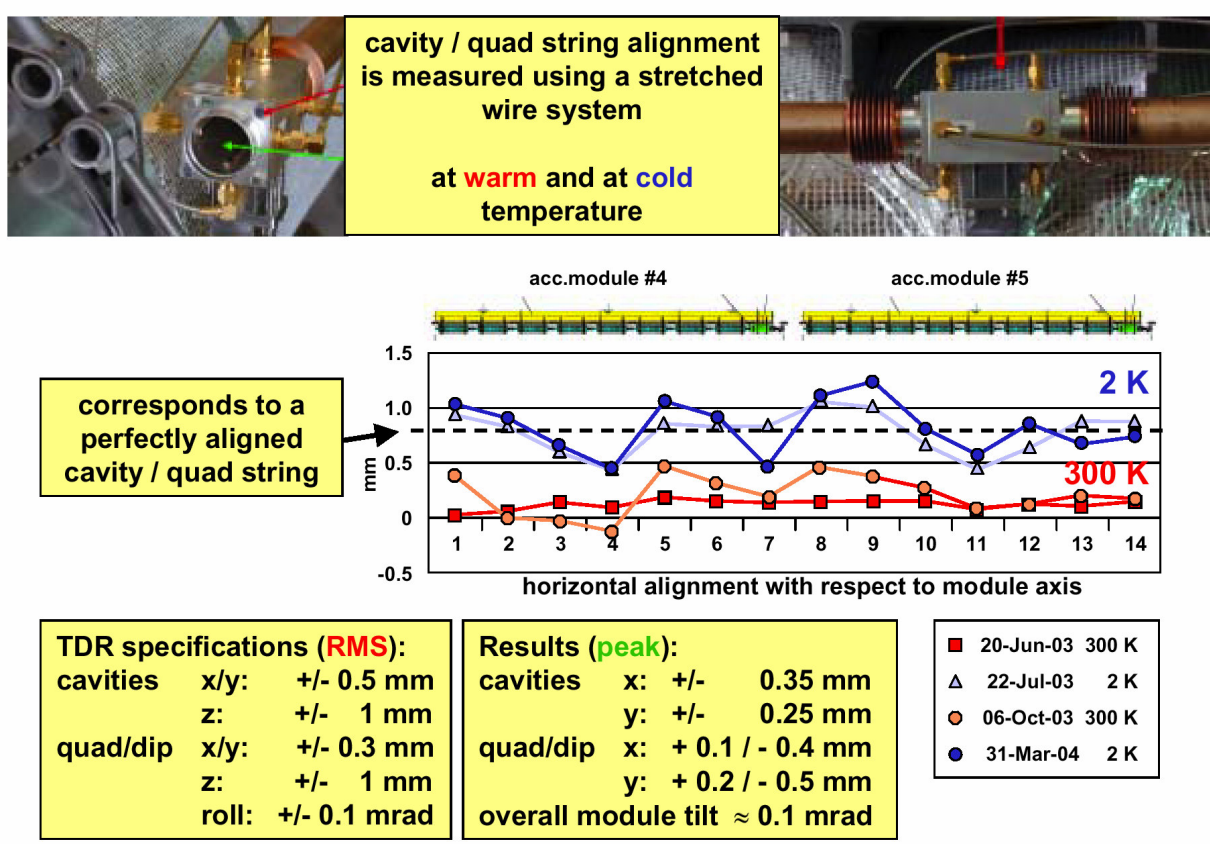 cavity / quad string alignment
is measured using a stretched
wire system
at warm and at cold
temperature
acc.module #4
acc.module #5
corresponds to a
perfectly aligned
cavity / quad string
mm
1.5
1.0
0.5
0
-0.5
2 K
300 K
1 2 3 4 5 6 7 8 9 10 11 12 13 14
horizontal alignment with respect to module axis
TDR specifications (RMS):
cavities x/y: +/- 0.5 mm
z: +/- 1 mm
quad/dip x/y: +/- 0.3 mm
z: +/- 1 mm
roll: +/- 0.1 mrad
Results (peak):
cavities x: +/- 0.35 mm
y: +/- 0.25 mm
quad/dip x: + 0.1 / - 0.4 mm
y: + 0.2 / - 0.5 mm
overall module tilt ≈ 0.1 mrad
20-Jun-03 300 K
22-Jul-03 2 K
06-Oct-03 300 K
31-Mar-04 2 K